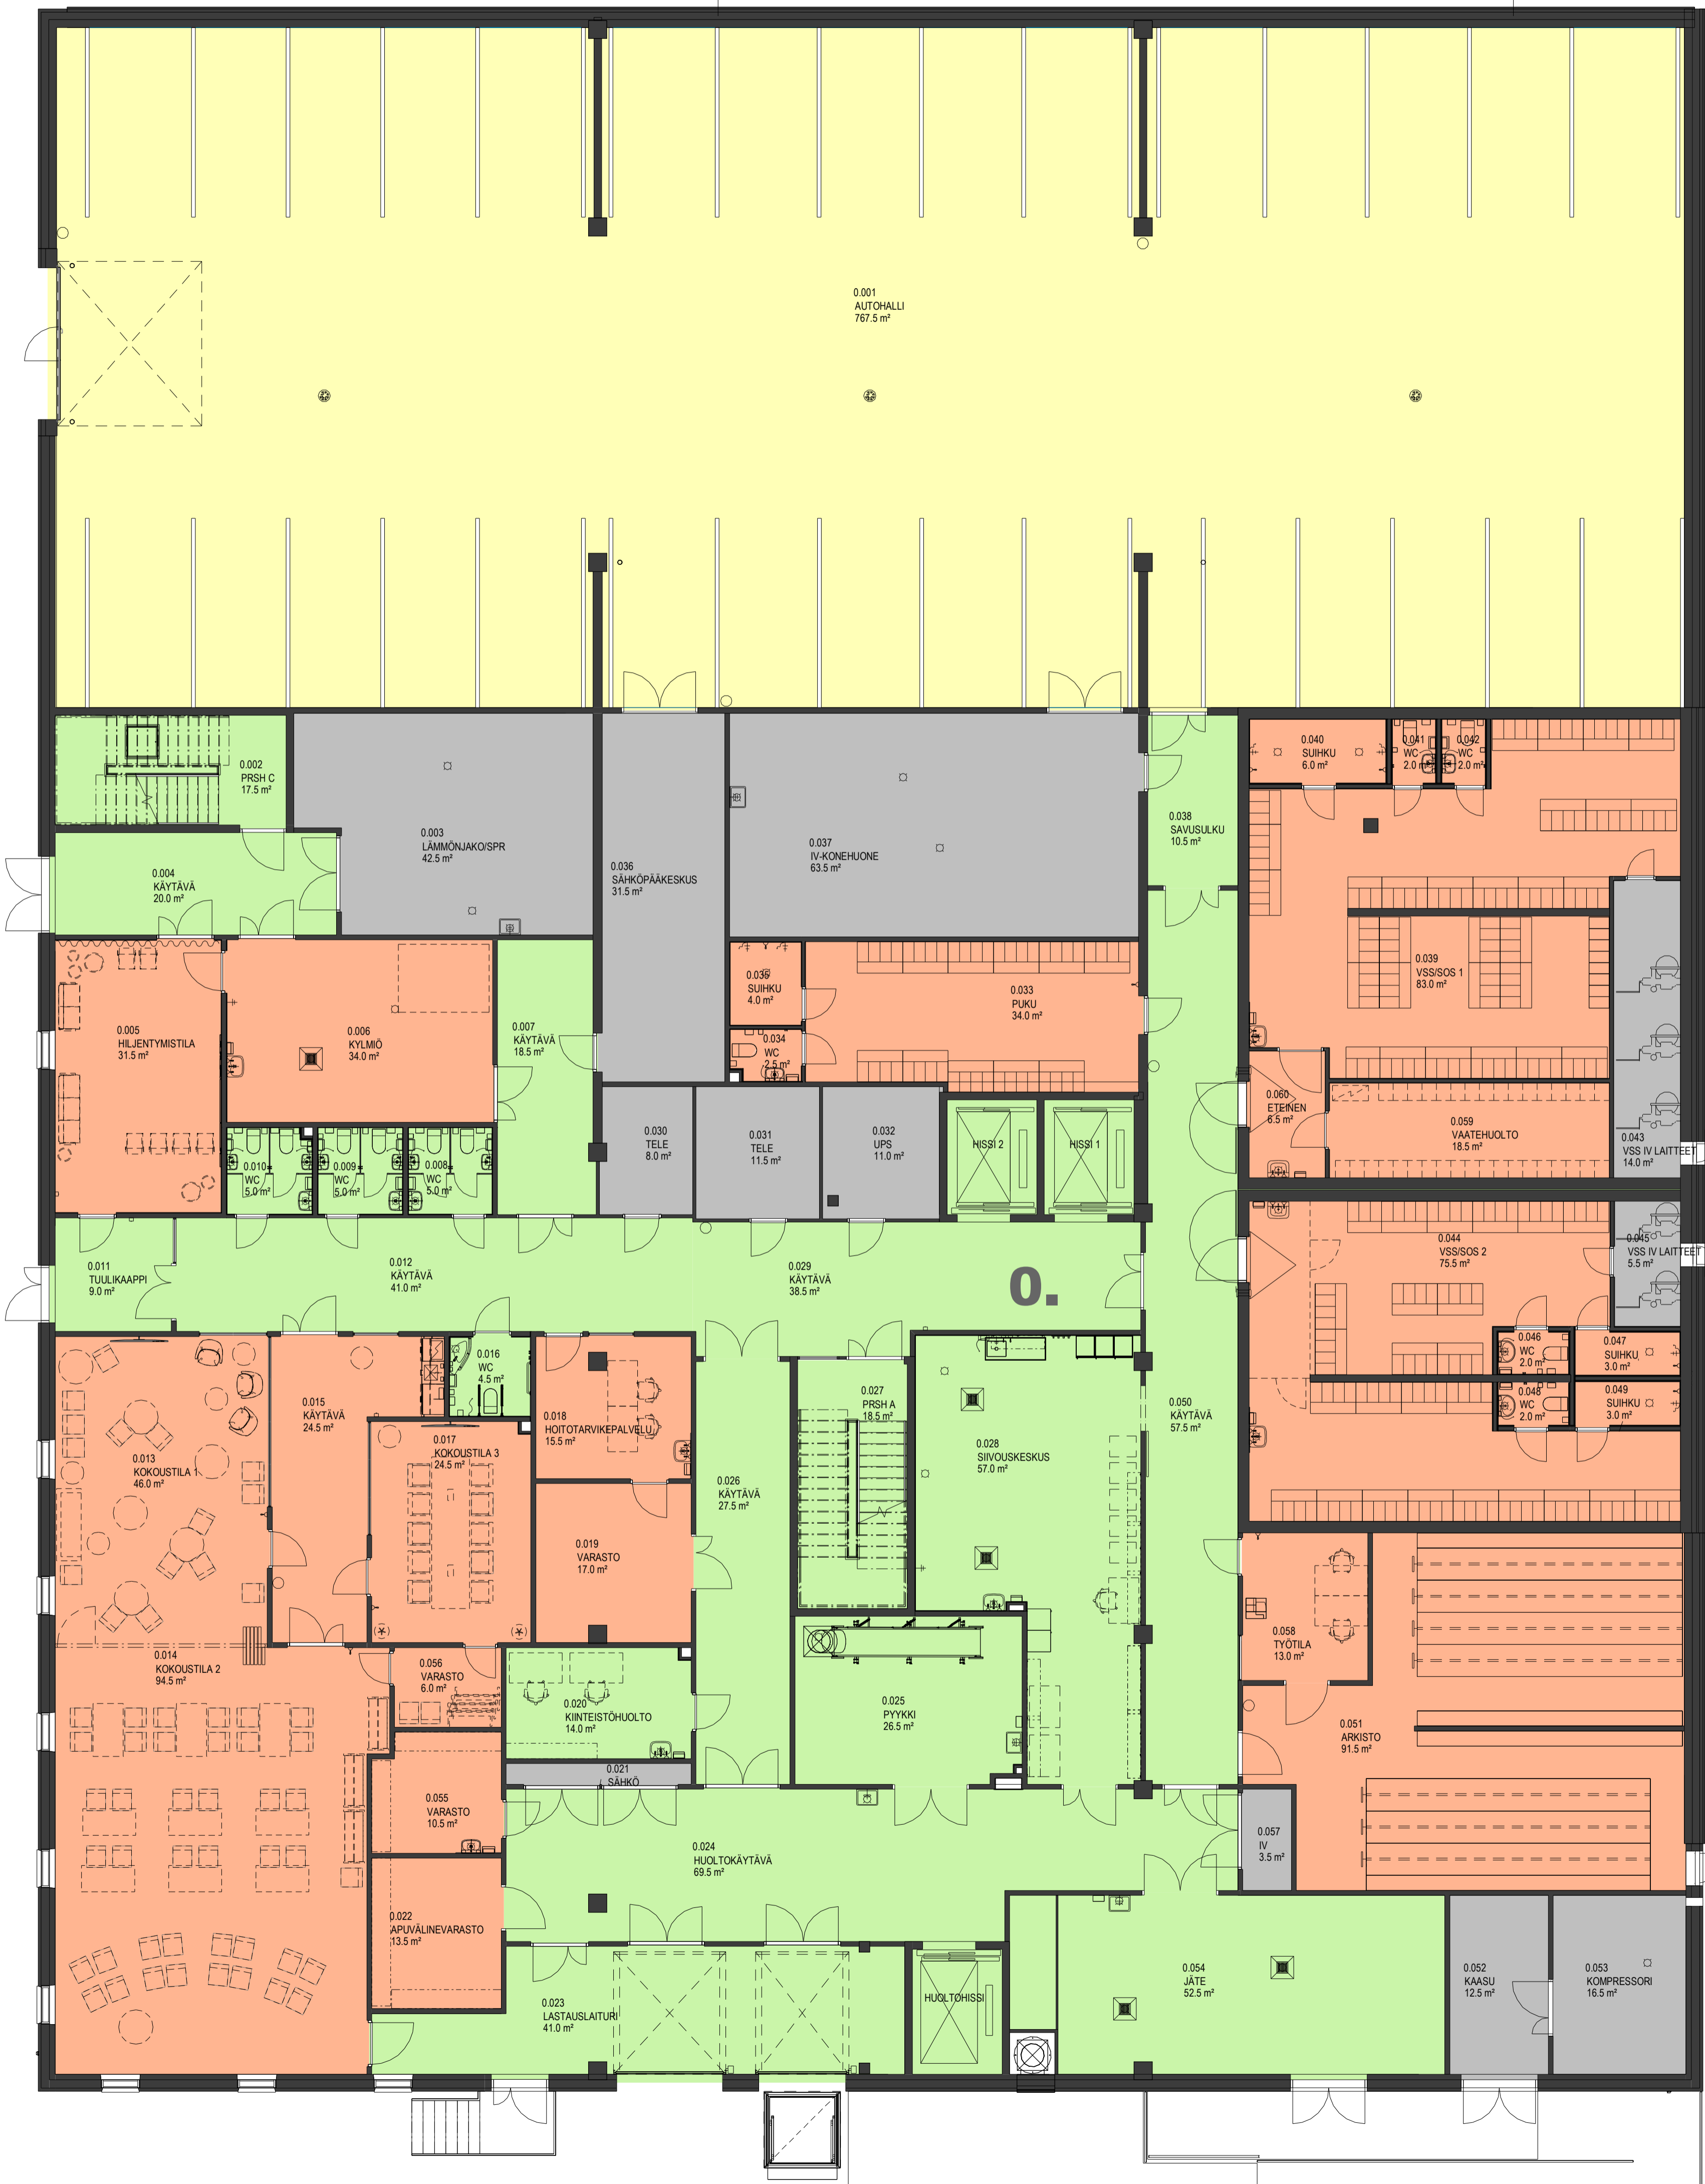 0.001
AUTOHALLI
767.5 m²
0.002
PRSH C
17.5 m²
0.003
LÄMMÖNJAKO/SPR
42.5 m²
0.004
KÄYTÄVÄ
20.0 m²
0.036
SÄHKÖPÄÄKESKUS
31.5 m²
0.037
IV-KONEHUONE
63.5 m²
0.038
SAVUSULKU
10.5 m²
0.040
SUIHKU
6.0 m²
0.041
WC
2.0 m²
0.042
WC
2.0 m²
0.039
VSS/SOS 1
83.0 m²
0.005
HILJENTYMISTILA
31.5 m²
0.006
KYLMIÖ
34.0 m²
0.007
KÄYTÄVÄ
18.5 m²
0.035
SUIHKU
4.0 m²
0.034
WC
2.5 m²
0.033
PUKU
34.0 m²
0.060
ETEINEN
6.5 m²
0.059
VAATEHUOLTO
18.5 m²
0.043
VSS IV LAITTEET
14.0 m²
0.010
WC
5.0 m²
0.009
WC
5.0 m²
0.008
WC
5.0 m²
0.030
TELE
8.0 m²
0.031
TELE
11.5 m²
0.032
UPS
11.0 m²
HISSI 2
HISSI 1
0.011
TUULIKAAPPI
9.0 m²
0.012
KÄYTÄVÄ
41.0 m²
0.029
KÄYTÄVÄ
38.5 m²
0.
0.044
VSS/SOS 2
75.5 m²
0.045
VSS IV LAITTEET
5.5 m²
0.046
WC
2.0 m²
0.047
SUIHKU
3.0 m²
0.048
WC
2.0 m²
0.049
SUIHKU
3.0 m²
0.013
KOKOUSTILA 1
46.0 m²
0.015
KÄYTÄVÄ
24.5 m²
0.016
WC
4.5 m²
0.017
KOKOUSTILA 3
24.5 m²
0.018
HOITOTARVIKEPALVELU
15.5 m²
0.019
VARASTO
17.0 m²
0.026
KÄYTÄVÄ
27.5 m²
0.027
PRSH A
18.5 m²
0.028
SIIVOUSKESKUS
57.0 m²
0.050
KÄYTÄVÄ
57.5 m²
0.014
KOKOUSTILA 2
94.5 m²
0.056
VARASTO
6.0 m²
0.020
KIINTEISTÖHUOLTO
14.0 m²
0.025
PYYKKI
26.5 m²
0.058
TYÖTILA
13.0 m²
0.051
ARKISTO
91.5 m²
0.021
SÄHKÖ
0.055
VARASTO
10.5 m²
0.024
HUOLTOKÄYTÄVÄ
69.5 m²
0.057
IV
3.5 m²
0.022
APUVÄLINEVARASTO
13.5 m²
0.023
LASTAUSLAITURI
41.0 m²
HUOLTOHISSI
0.054
JÄTE
52.5 m²
0.052
KAASU
12.5 m²
0.053
KOMPRESSORI
16.5 m²